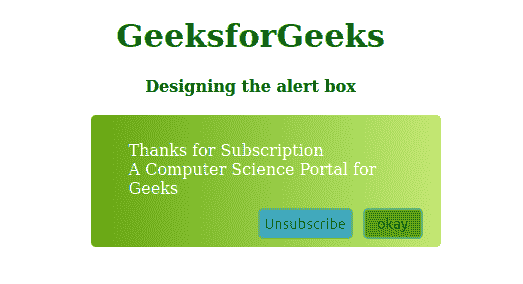 GeeksforGeeks
Designing the alert box
Thanks for Subscription
A Computer Science Portal for
Geeks
Unsubscribe okay